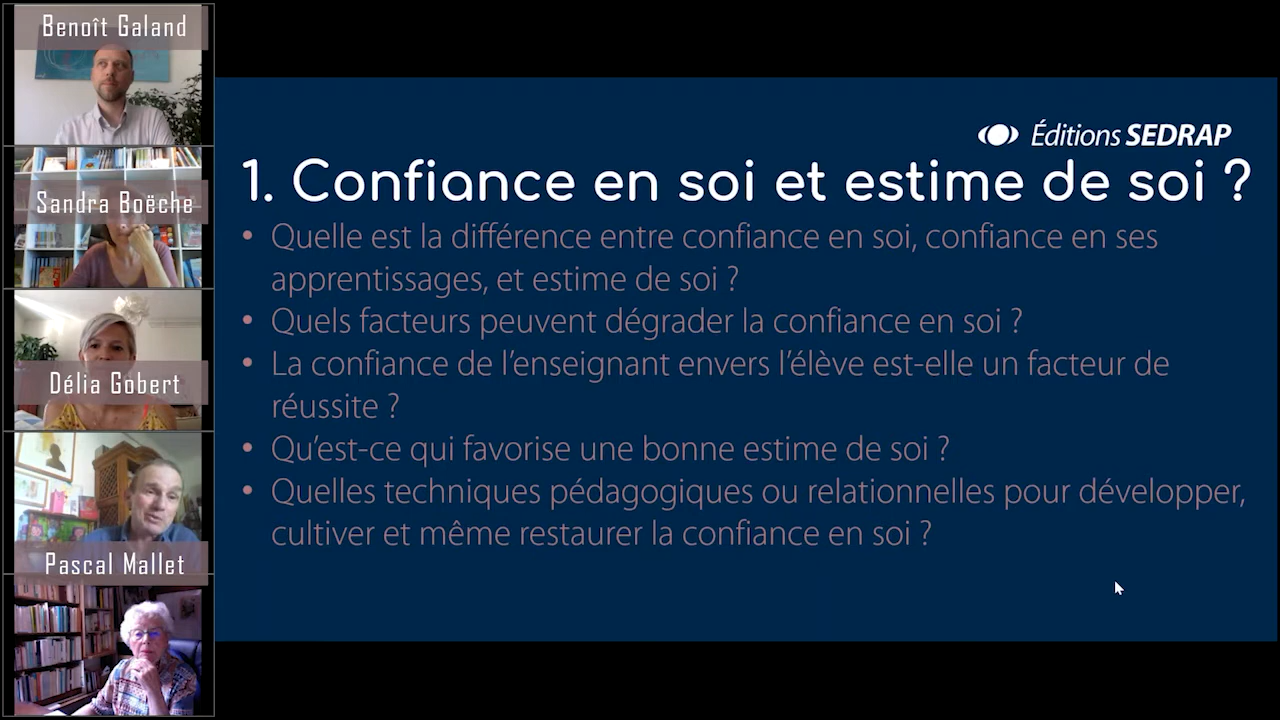 Benoît Galand
Sandra Boëche
Délia Gobert
Pascal Mallet
Éditions SEDRAP
1. Confiance en soi et estime de soi ?
• Quelle est la différence entre confiance en soi, confiance en ses
apprentissages, et estime de soi ?
• Quels facteurs peuvent dégrader la confiance en soi ?
• La confiance de l’enseignant envers l’élève est-elle un facteur de
réussite ?
• Qu’est-ce qui favorise une bonne estime de soi ?
• Quelles techniques pédagogiques ou relationnelles pour développer,
cultiver et même restaurer la confiance en soi ?